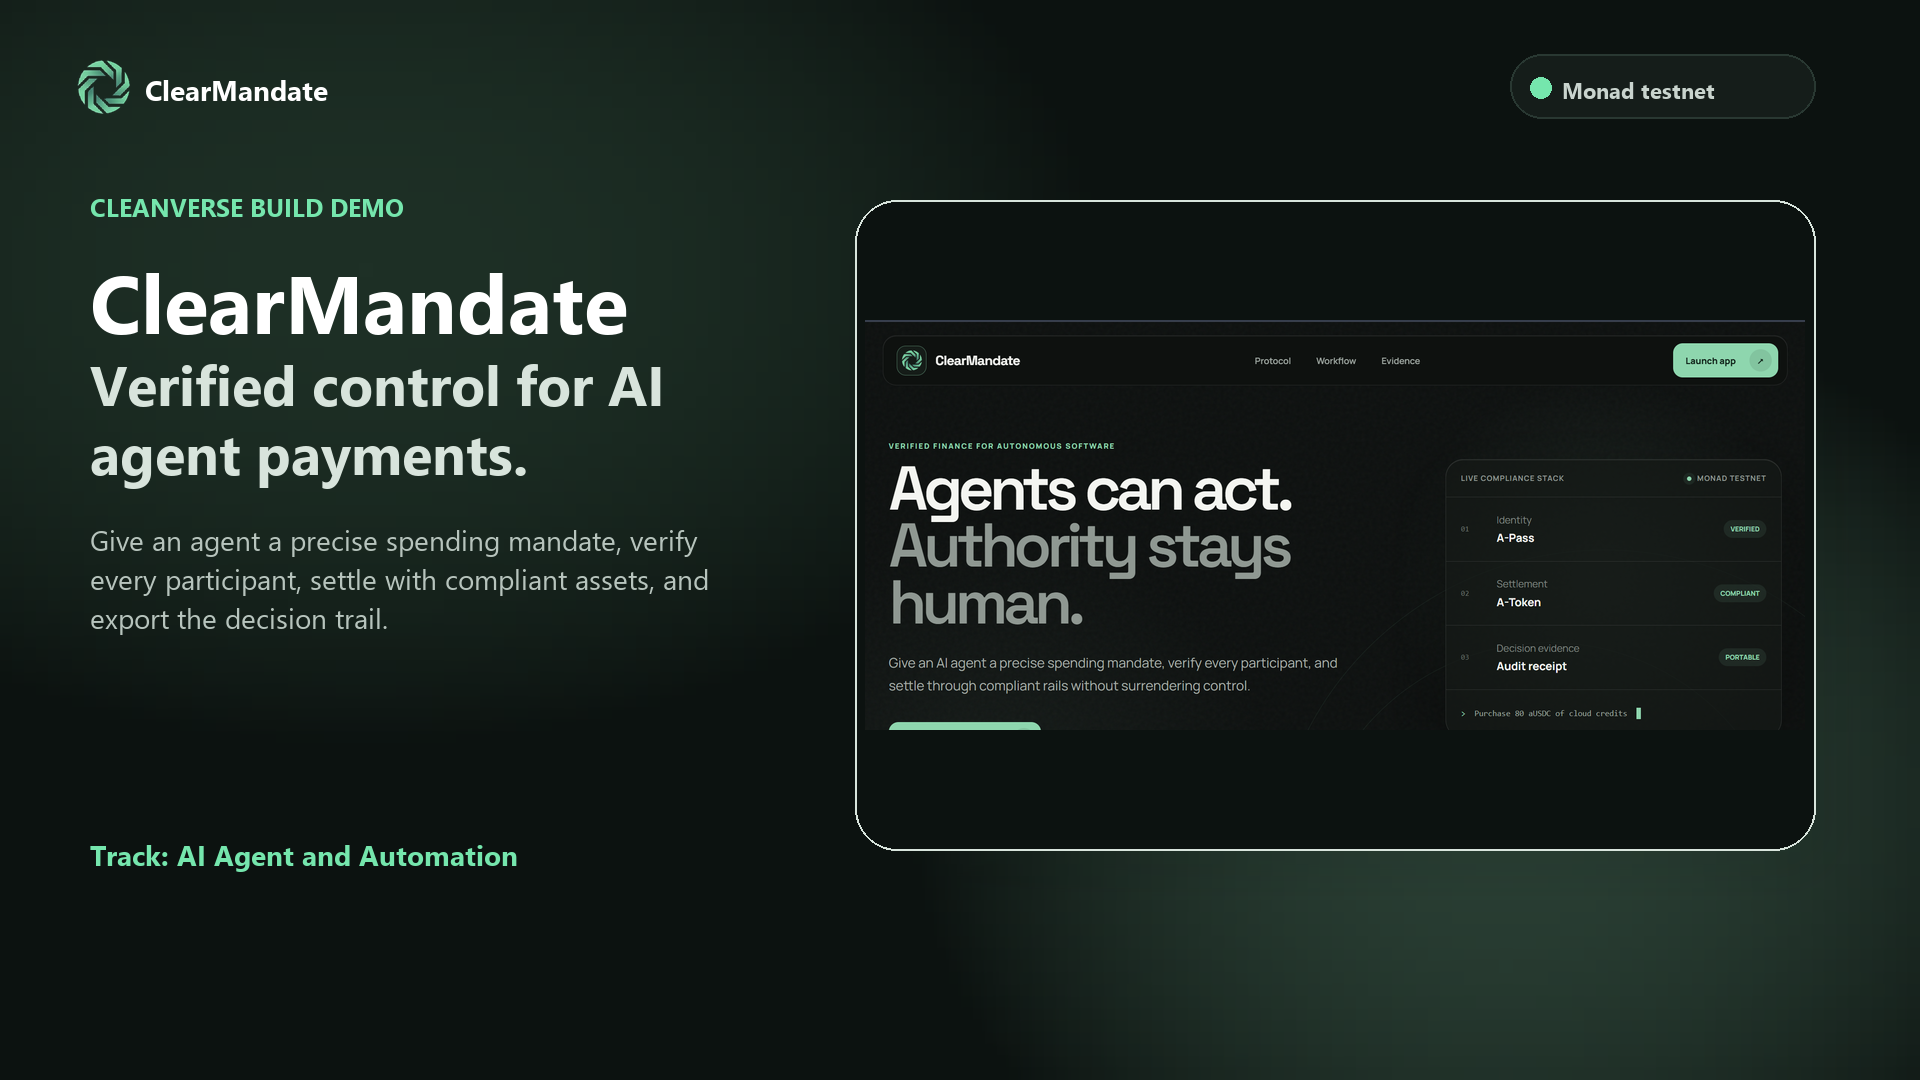 ClearMandate
Monad testnet
CLEANVERSE BUILD DEMO
ClearMandate
Verified control for AI
agent payments.
Give an agent a precise spending mandate, verify
every participant, settle with compliant assets, and
export the decision trail.
Track: AI Agent and Automation
ClearMandate
Protocol Workflow Evidence
Launch app ↗
VERIFIED FINANCE FOR AUTONOMOUS SOFTWARE
Agents can act.
Authority stays
human.
Give an AI agent a precise spending mandate, verify every participant, and
settle through compliant rails without surrendering control.
LIVE COMPLIANCE STACK MONAD TESTNET
01 Identity
A-Pass VERIFIED
02 Settlement
A-Token COMPLIANT
03 Decision evidence
Audit receipt PORTABLE
> Purchase 80 aUSDC of cloud credits